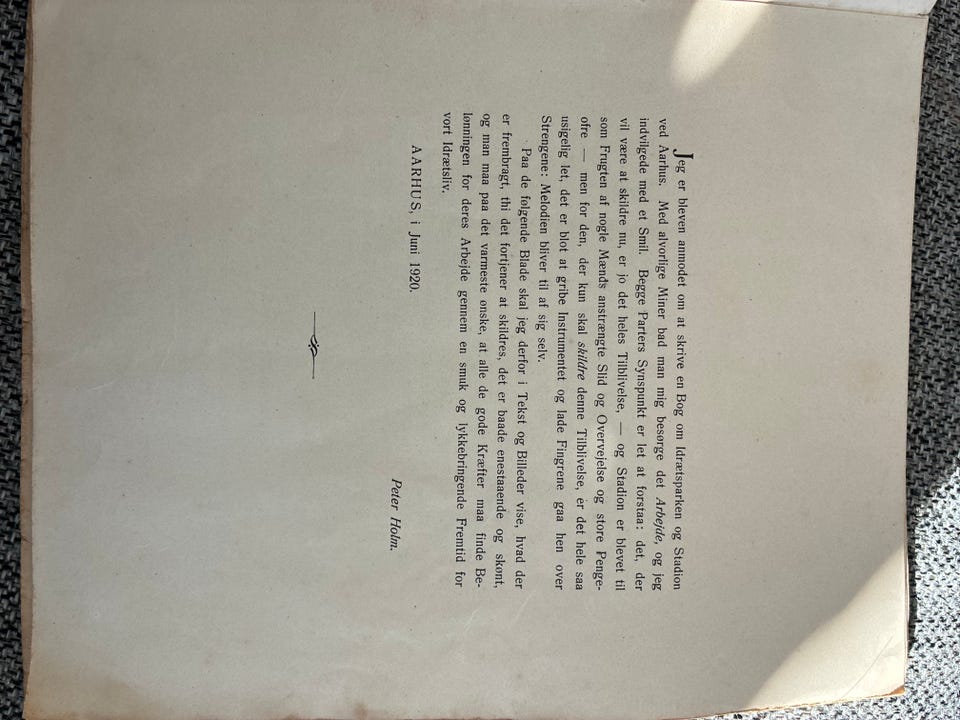 Jeg er bleven anmodet om at skrive en Bog om Idrætsparken og Stadion
ved Aarhus. Med alvorlige Miner bad man mig besørge det Arbejde, og jeg
indvilgede med et Smil. Begge Parters Synspunkt er let at forstaa: det, der
vil være at skildre nu, er jo det heles Tilblivelse, — og Stadion er blevet til
som Frugten af nogle Mænds anstrængte Slid og Overvejelse og store Penge-
ofre — men for den, der kun skal skildre denne Tilblivelse, er det hele saa
usigelig let, det er blot at gribe Instrumentet og lade Fingrene gaa hen over
Strengene: Melodien bliver til af sig selv.
Paa de følgende Blade skal jeg derfor i Tekst og Billeder vise, hvad der
er frembragt, thi det fortjener at skildres, det er baade enestaaende og skønt,
og man maa paa det varmeste ønske, at alle de gode Kræfter maa finde Be-
lønningen for deres Arbejde gennem en smuk og lykkebringende Fremtid for
vort Idrætsliv.
AARHUS, i Juni 1920.
Peter Holm.